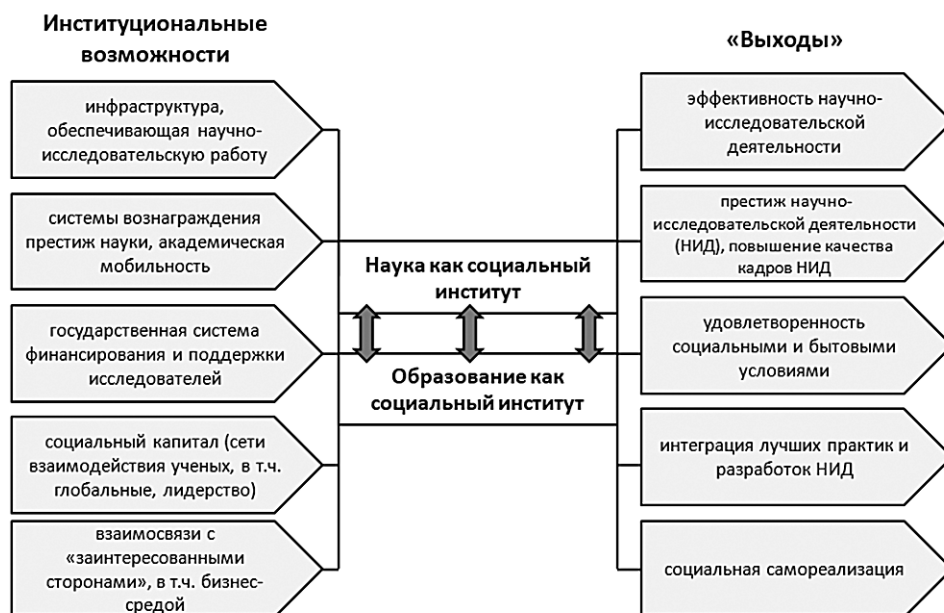 Институциональные
возможности
инфраструктура,
обеспечивающая научно-
исследовательскую работу
системы вознаграждения
престиж науки, академическая
мобильность
государственная система
финансирования и поддержки
исследователей
социальный капитал (сети
взаимодействия ученых, в т.ч.
глобальные, лидерство)
взаимосвязи с
«заинтересованными
сторонами», в т.ч. бизнес-
средой
Наука как социальный
институт
Образование как
социальный институт
«Выходы»
эффективность научно-
исследовательской
деятельности
престиж научно-
исследовательской деятельности
(НИД), повышение качества
кадров НИД
удовлетворенность
социальными и бытовыми
условиями
интеграция лучших практик и
разработок НИД
социальная самореализация